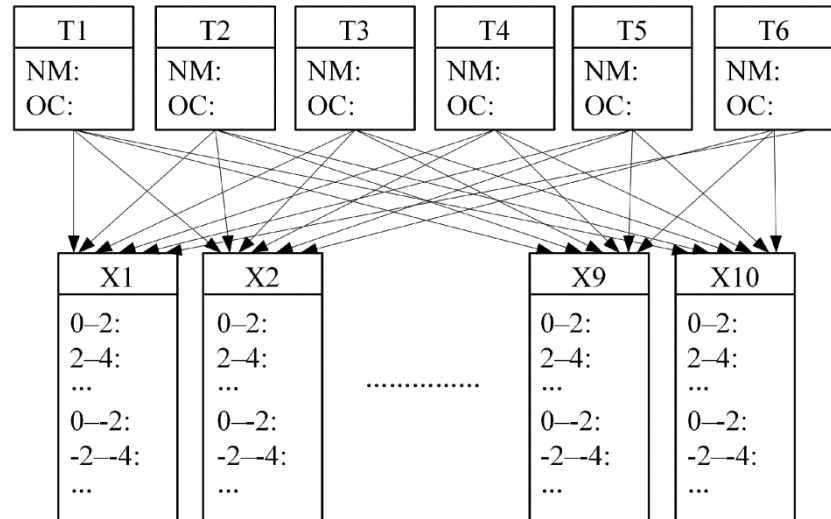 T1 T2 T3 T4 T5 T6
NM: NM: NM: NM: NM: NM:
OC: OC: OC: OC: OC: OC:
X1 X2 X9 X10
0–2: 0–2: 0–2: 0–2:
2–4: 2–4: 2–4: 2–4:
... ... ... ...
...............
0–-2: 0–-2: 0–-2: 0–-2:
-2–-4: -2–-4: -2–-4: -2–-4:
... ... ... ...